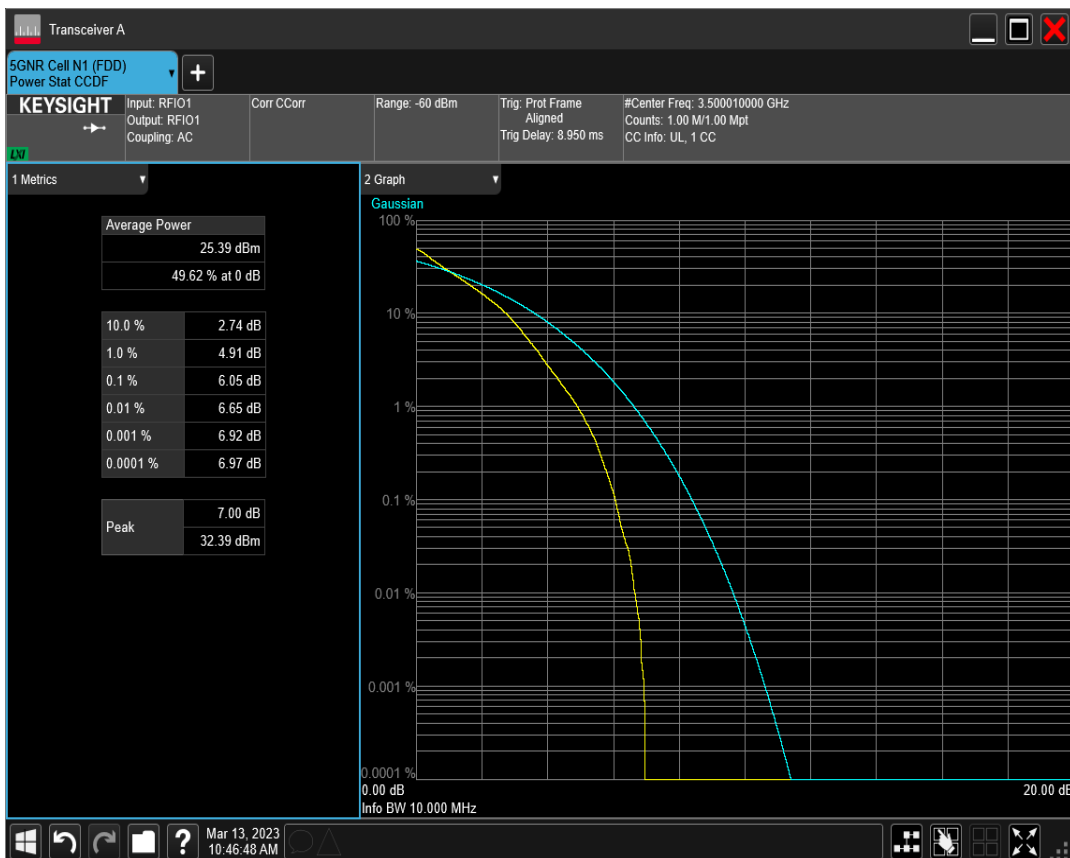 Transceiver A
5GNR Cell N1 (FDD)
Power Stat CCDF
KEYSIGHT
LXI
Input: RFIO1
Output: RFIO1
Coupling: AC
Corr CCorr
Range: -60 dBm
Trig: Prot Frame
Aligned
Trig Delay: 8.950 ms
#Center Freq: 3.500010000 GHz
Counts: 1.00 M/1.00 Mpt
CC Info: UL, 1 CC
1 Metrics
Average Power
25.39 dBm
49.62 % at 0 dB
10.0 % 2.74 dB
1.0 % 4.91 dB
0.1 % 6.05 dB
0.01 % 6.65 dB
0.001 % 6.92 dB
0.0001 % 6.97 dB
Peak
7.00 dB
32.39 dBm
2 Graph
Gaussian
100 %
10 %
1 %
0.1 %
0.01 %
0.001 %
0.0001 %
0.00 dB 20.00 dB
Info BW 10.000 MHz
?
Mar 13, 2023
10:46:48 AM